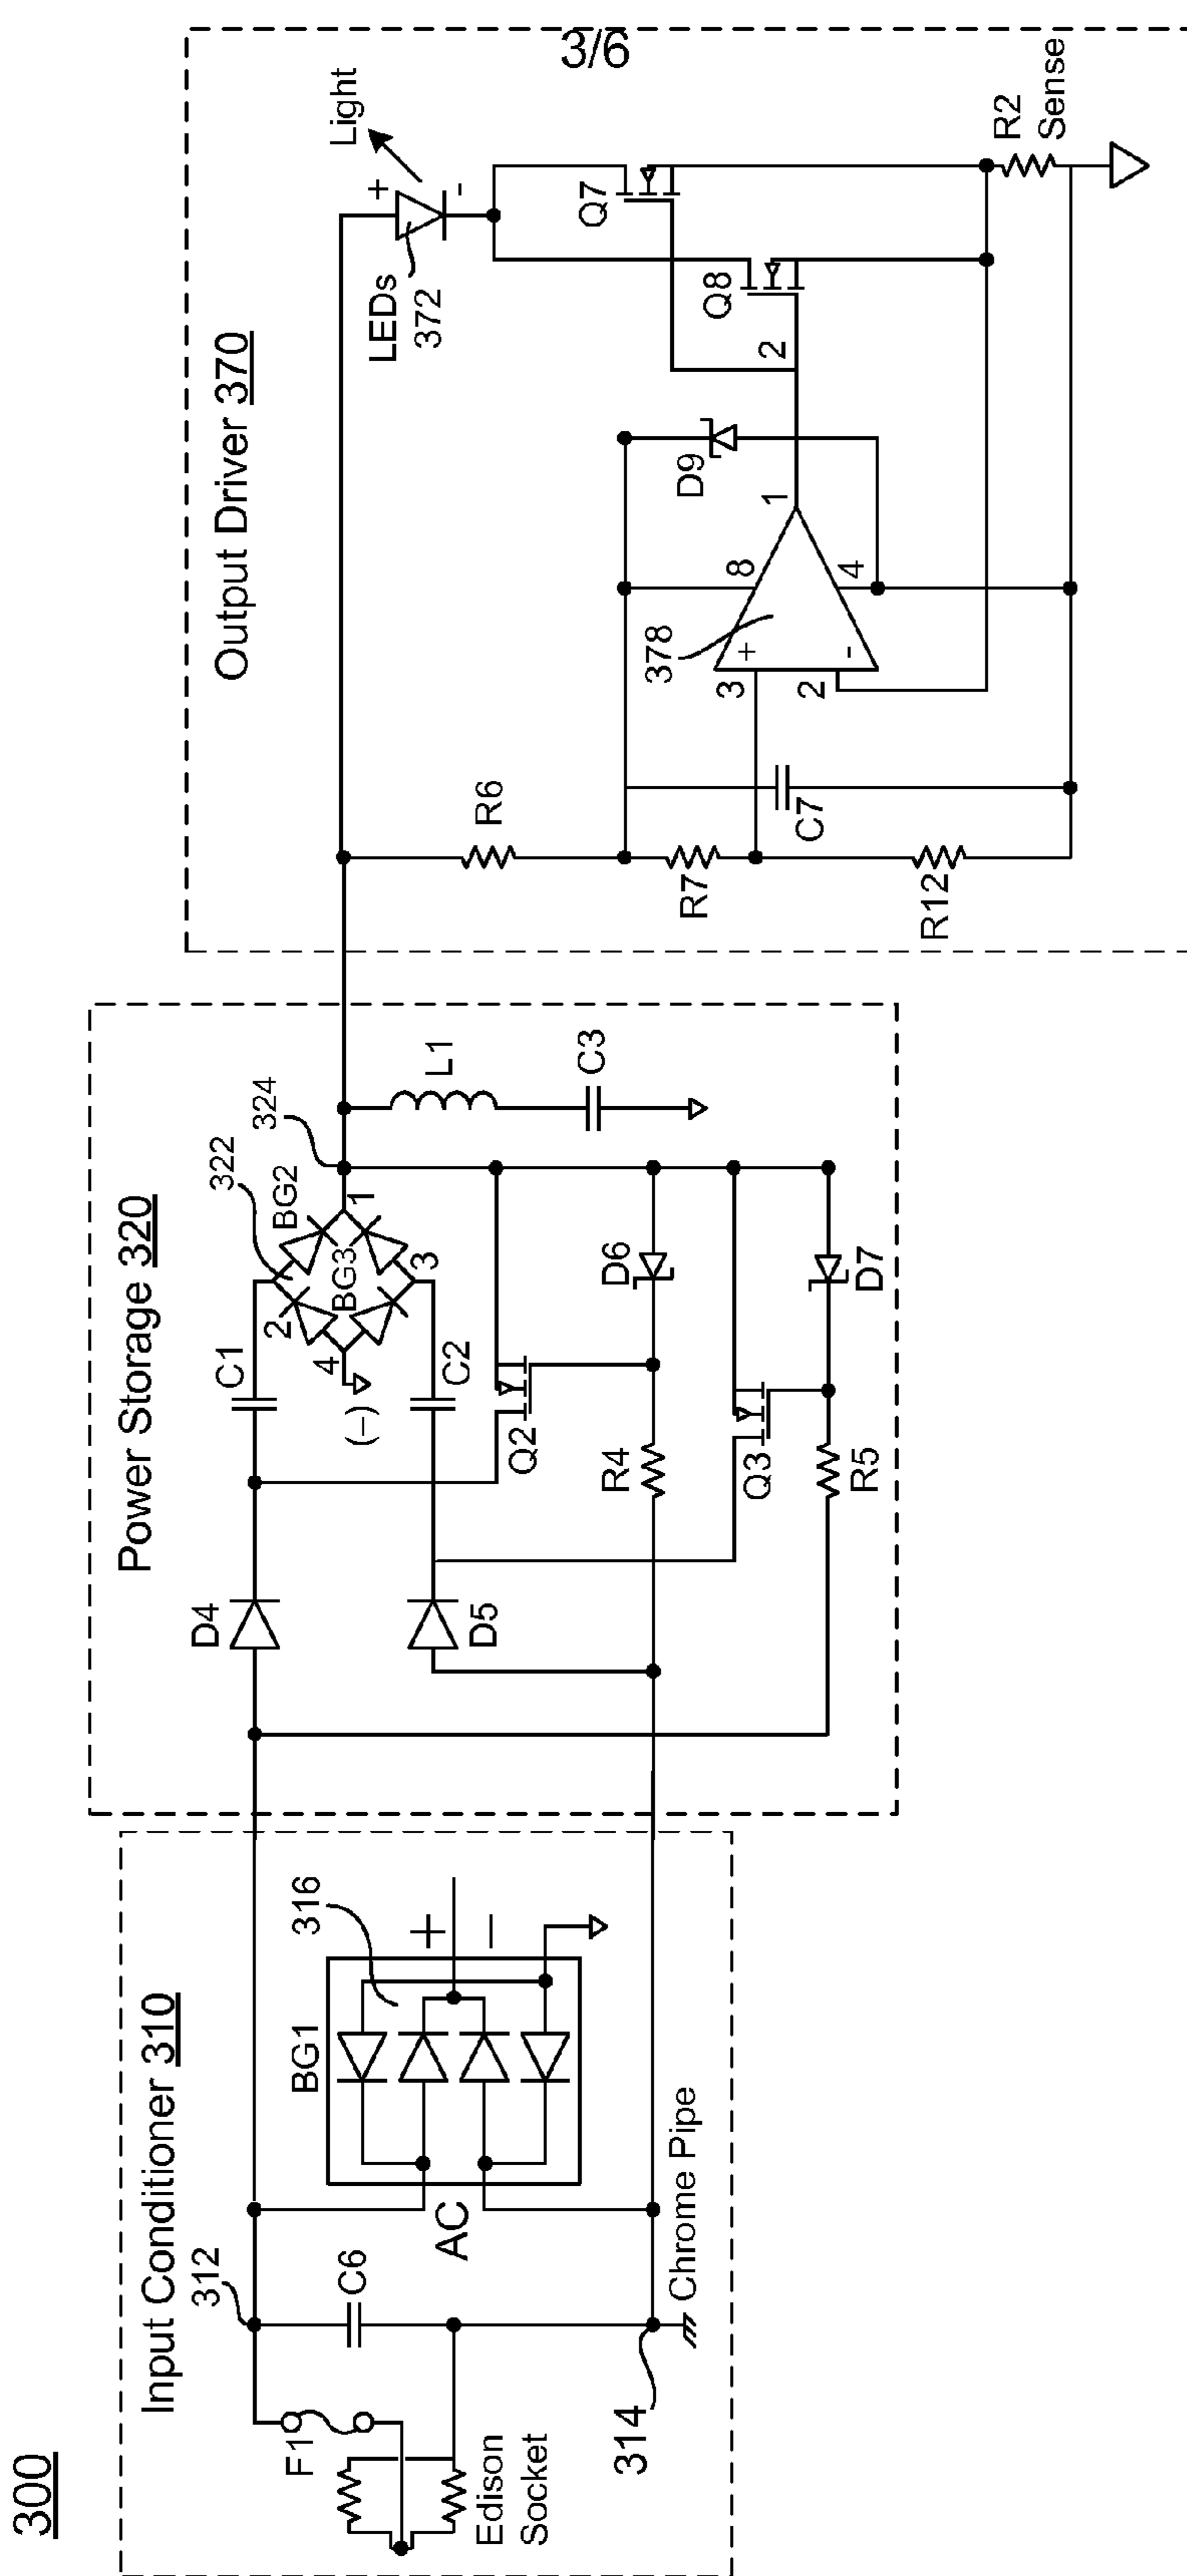 3/6
300
Input Conditioner 310
312
F1
C6
Edison
Socket
314
Chrome Pipe
AC
BG1
316
+
−
Power Storage 320
D4
D5
C1
C2
(−)
322
324
BG2
BG3
1
2
3
4
Q2
Q3
R4
R5
D6
D7
L1
C3
Output Driver 370
R6
R7
R12
C7
378
3
2
+
-
8
4
1
D9
2
Q8
Q7
LEDs
372
+
-
Light
R2
Sense